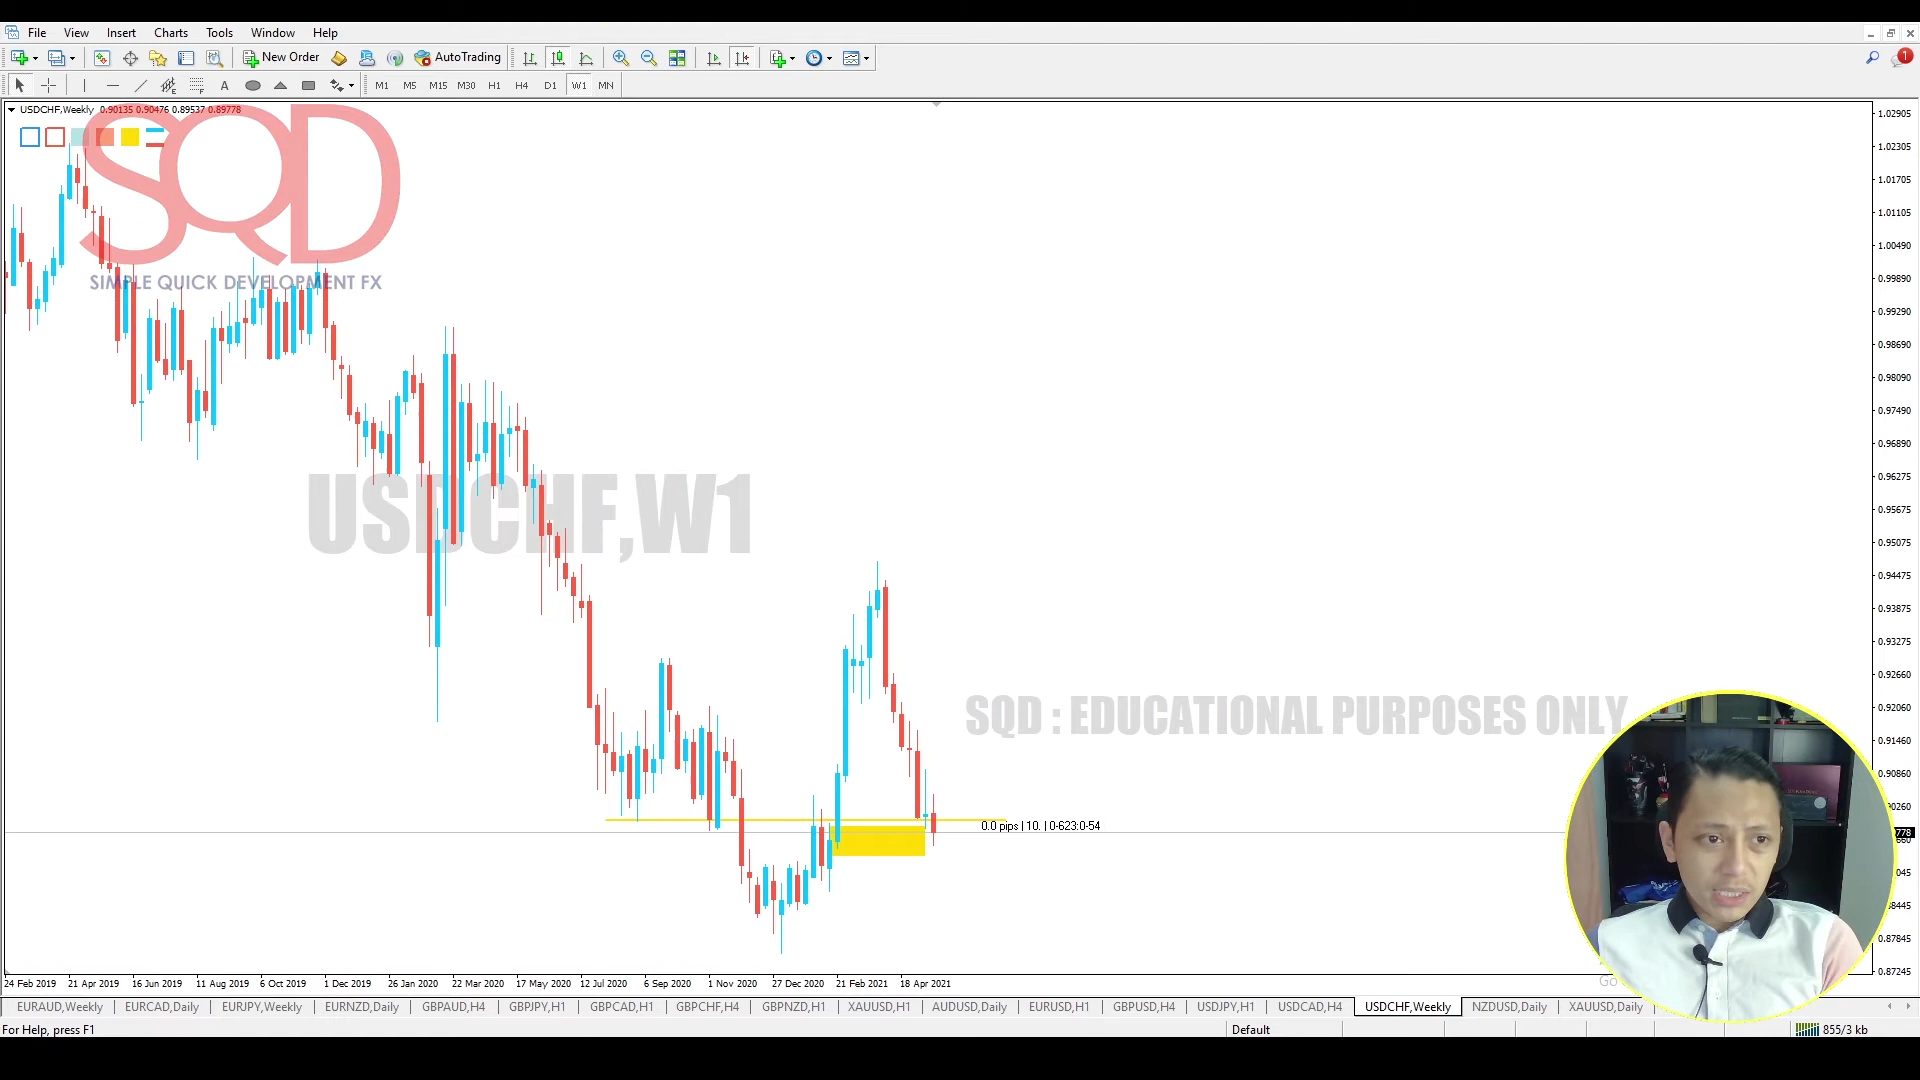 File View Insert Charts Tools Window Help
New Order AutoTrading
A M1 M5 M15 M30 H1 H4 D1 W1 MN
USDCHF,Weekly 0.90135 0.90476 0.89537 0.89778
SQD
SIMPLE QUICK DEVELOPMENT FX
USDCHF,W1
SQD : EDUCATIONAL PURPOSES ONLY
0.0 pips | 10. | 0-623:0-54
1.02905
1.02305
1.01705
1.01105
1.00490
0.99890
0.99290
0.98690
0.98090
0.97490
0.96890
0.96275
0.95675
0.95075
0.94475
0.93875
0.93275
0.92660
0.92060
0.91460
0.90860
0.90260
778
045
8445
0.87845
0.87245
24 Feb 2019 21 Apr 2019 16 Jun 2019 11 Aug 2019 6 Oct 2019 1 Dec 2019 26 Jan 2020 22 Mar 2020 17 May 2020 12 Jul 2020 6 Sep 2020 1 Nov 2020 27 Dec 2020 21 Feb 2021 18 Apr 2021
Go
EURAUD,Weekly EURCAD,Daily EURJPY,Weekly EURNZD,Daily GBPAUD,H4 GBPJPY,H1 GBPCAD,H1 GBPCHF,H4 GBPNZD,H1 XAUUSD,H1 AUDUSD,Daily EURUSD,H1 GBPUSD,H4 USDJPY,H1 USDCAD,H4 USDCHF,Weekly NZDUSD,Daily XAUUSD,Daily
For Help, press F1 Default 855/3 kb
1